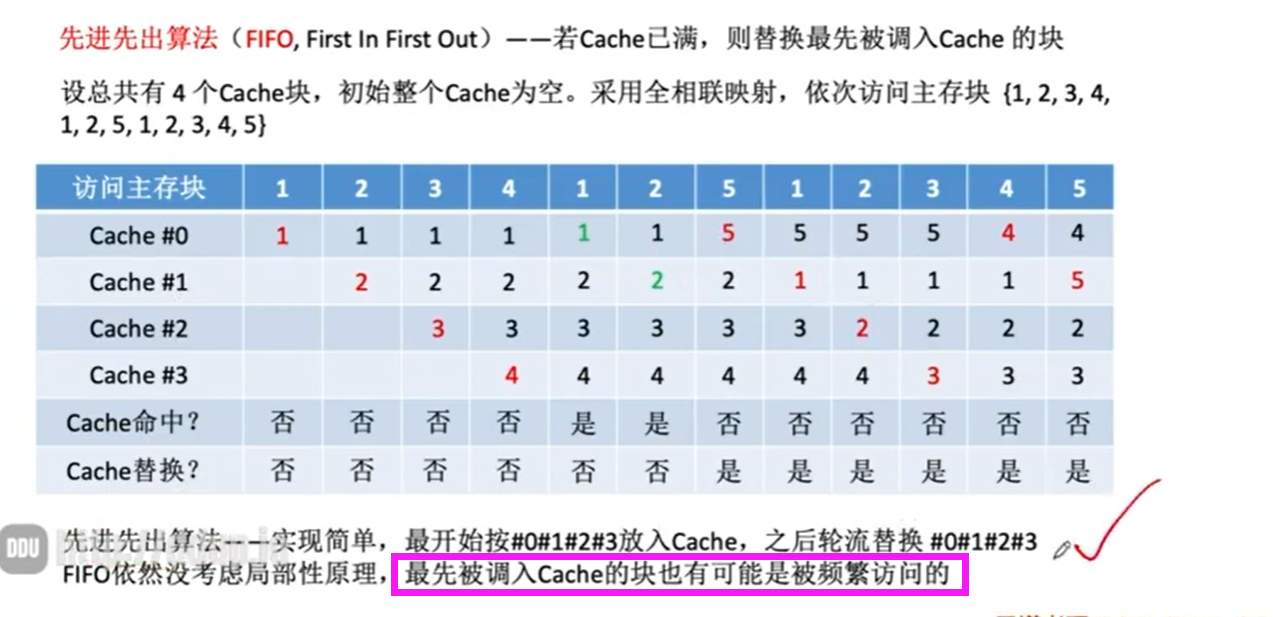 先进先出算法（FIFO, First In First Out）——若Cache已满，则替换最先被调入Cache 的块
设总共有 4 个Cache块，初始整个Cache为空。采用全相联映射，依次访问主存块 {1, 2, 3, 4,
1, 2, 5, 1, 2, 3, 4, 5}
访问主存块 1 2 3 4 1 2 5 1 2 3 4 5
Cache #0 1 1 1 1 1 1 5 5 5 5 4 4
Cache #1 2 2 2 2 2 2 1 1 1 1 5
Cache #2 3 3 3 3 3 3 2 2 2 2
Cache #3 4 4 4 4 4 4 3 3 3
Cache命中？ 否 否 否 否 是 是 否 否 否 否 否 否
Cache替换？ 否 否 否 否 否 否 是 是 是 是 是 是
先进先出算法——实现简单，最开始按#0#1#2#3放入Cache，之后轮流替换 #0#1#2#3
FIFO依然没考虑局部性原理，最先被调入Cache的块也有可能是被频繁访问的